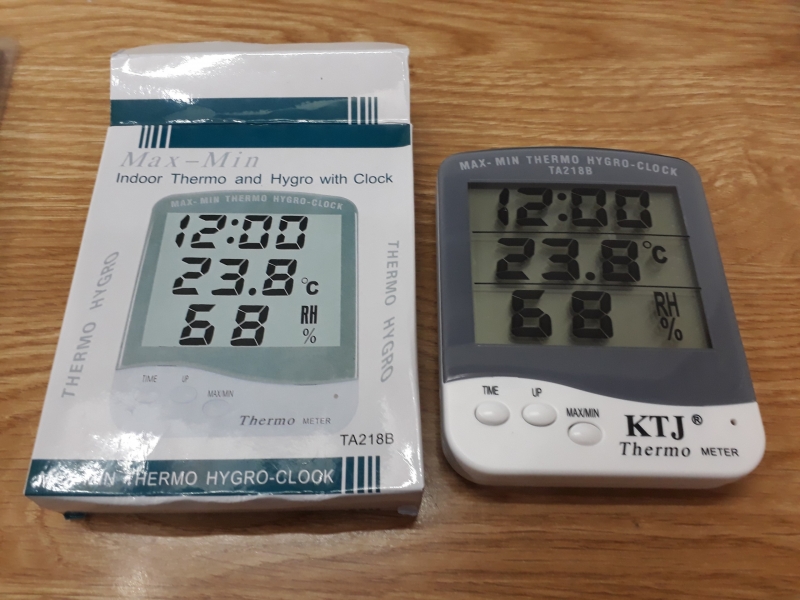 Max-Min
Indoor Thermo and Hygro with Clock
MAX-MIN THERMO HYGRO-CLOCK
12:00
23.8 °C
68 RH %
THERMO HYGRO
THERMO HYGRO
TIME UP MAX/MIN
Thermo METER
TA218B
MIN THERMO HYGRO-CLOCK
MAX-MIN THERMO HYGRO-CLOCK
TA218B
12:00
23.8 °C
68 RH %
TIME UP MAX/MIN
KTJ®
Thermo METER